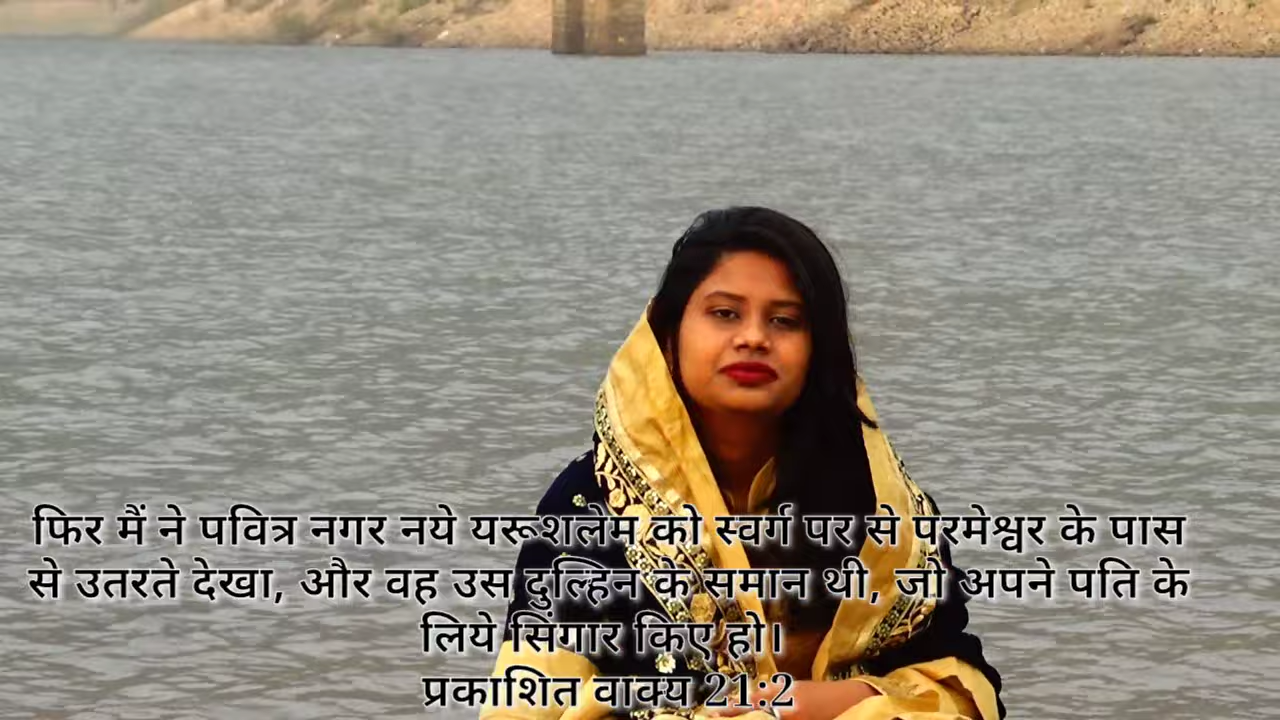 फिर मैं ने पवित्र नगर नये यरूशलेम को स्वर्ग पर से परमेश्वर के पास
से उतरते देखा, और वह उस दुल्हिन के समान थी, जो अपने पति के
लिये सिंगार किए हो।
प्रकाशित वाक्य 21:2